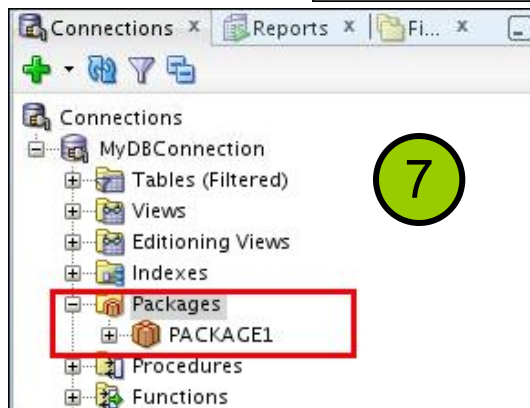 Connections x Reports x Fi... x
Connections
MyDBConnection
Tables (Filtered)
Views
Editioning Views
Indexes
Packages
PACKAGE1
Procedures
Functions
7